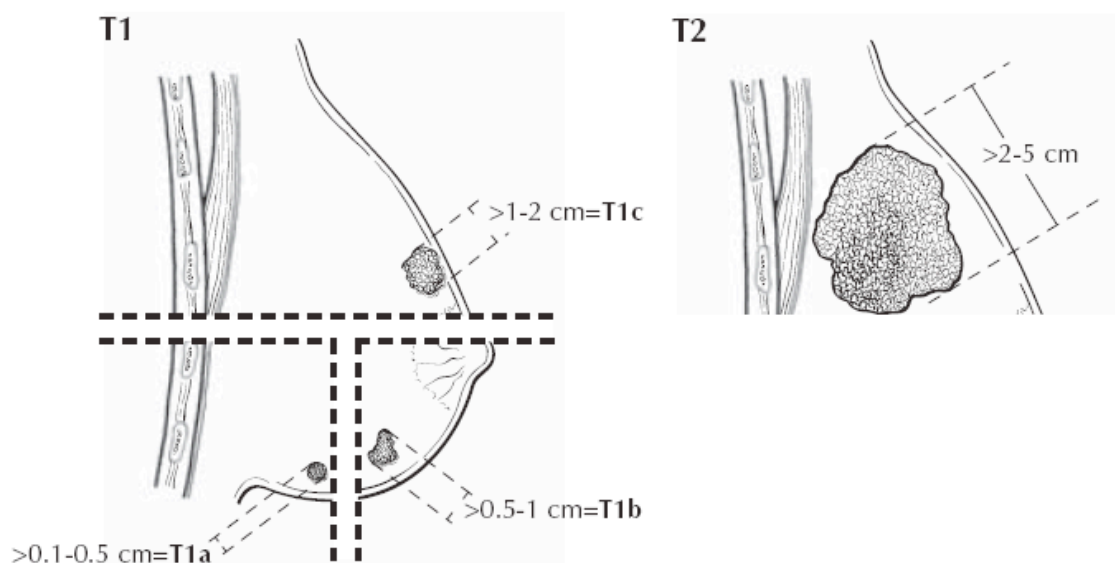 T1
T2
>2-5 cm
>1-2 cm=T1c
>0.5-1 cm=T1b
>0.1-0.5 cm=T1a